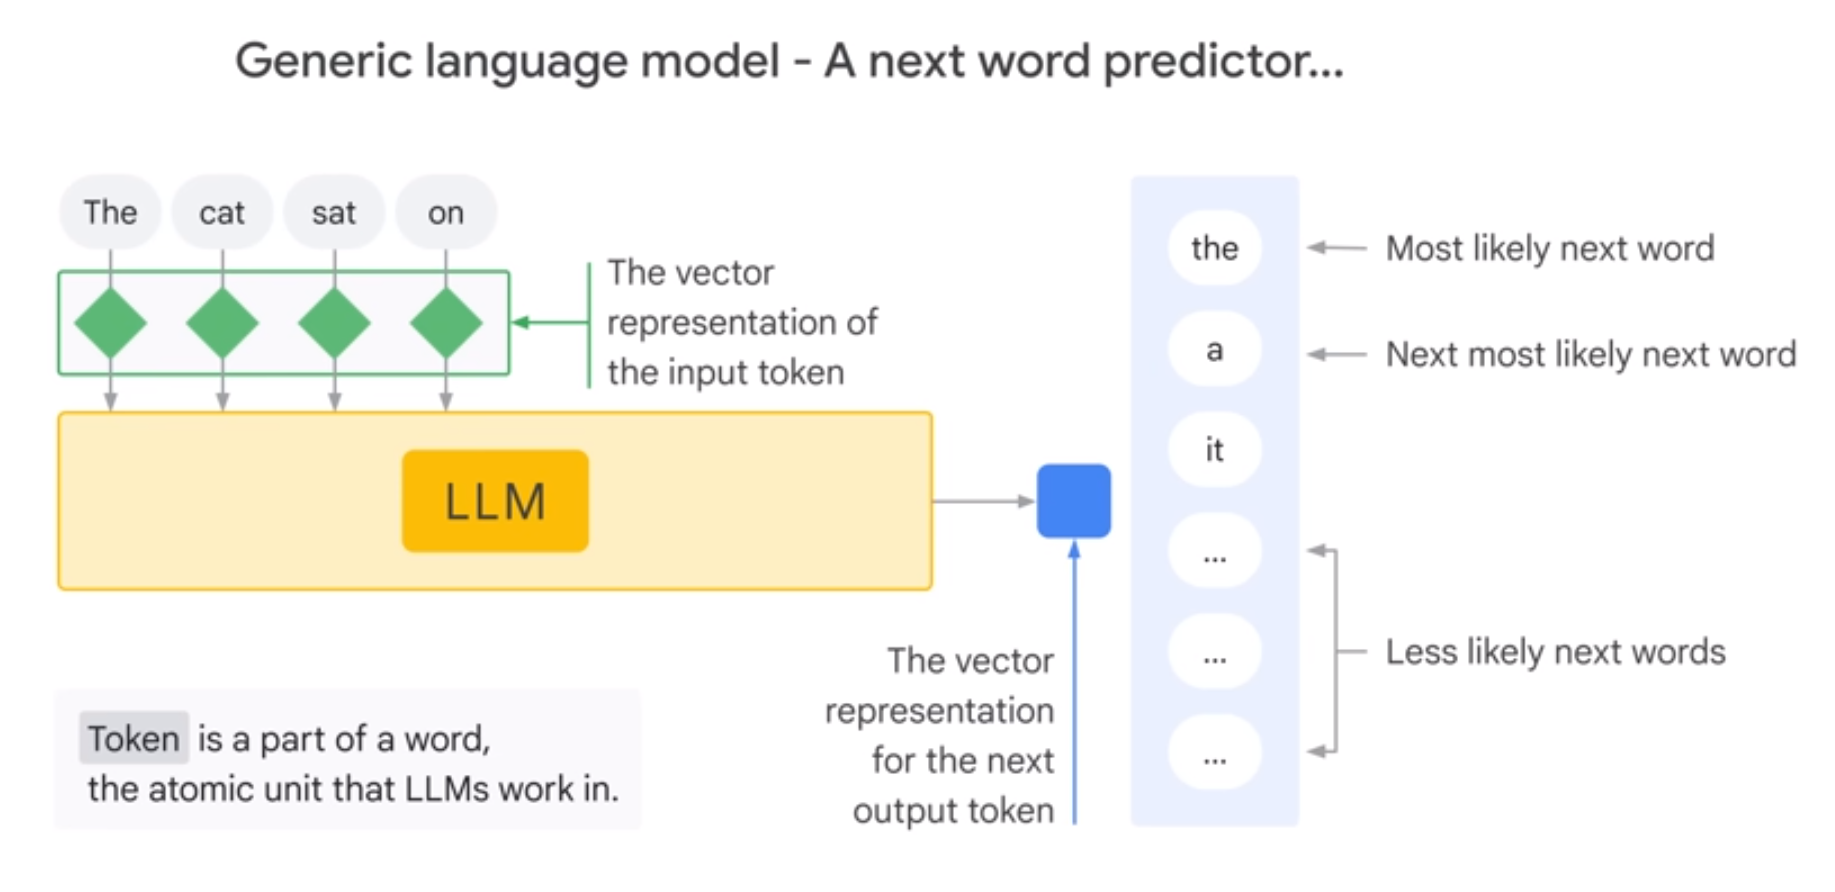 Generic language model - A next word predictor...
The cat sat on
The vector
representation of
the input token
LLM
Token is a part of a word,
the atomic unit that LLMs work in.
The vector
representation
for the next
output token
the
Most likely next word
a
Next most likely next word
it
...
...
...
Less likely next words